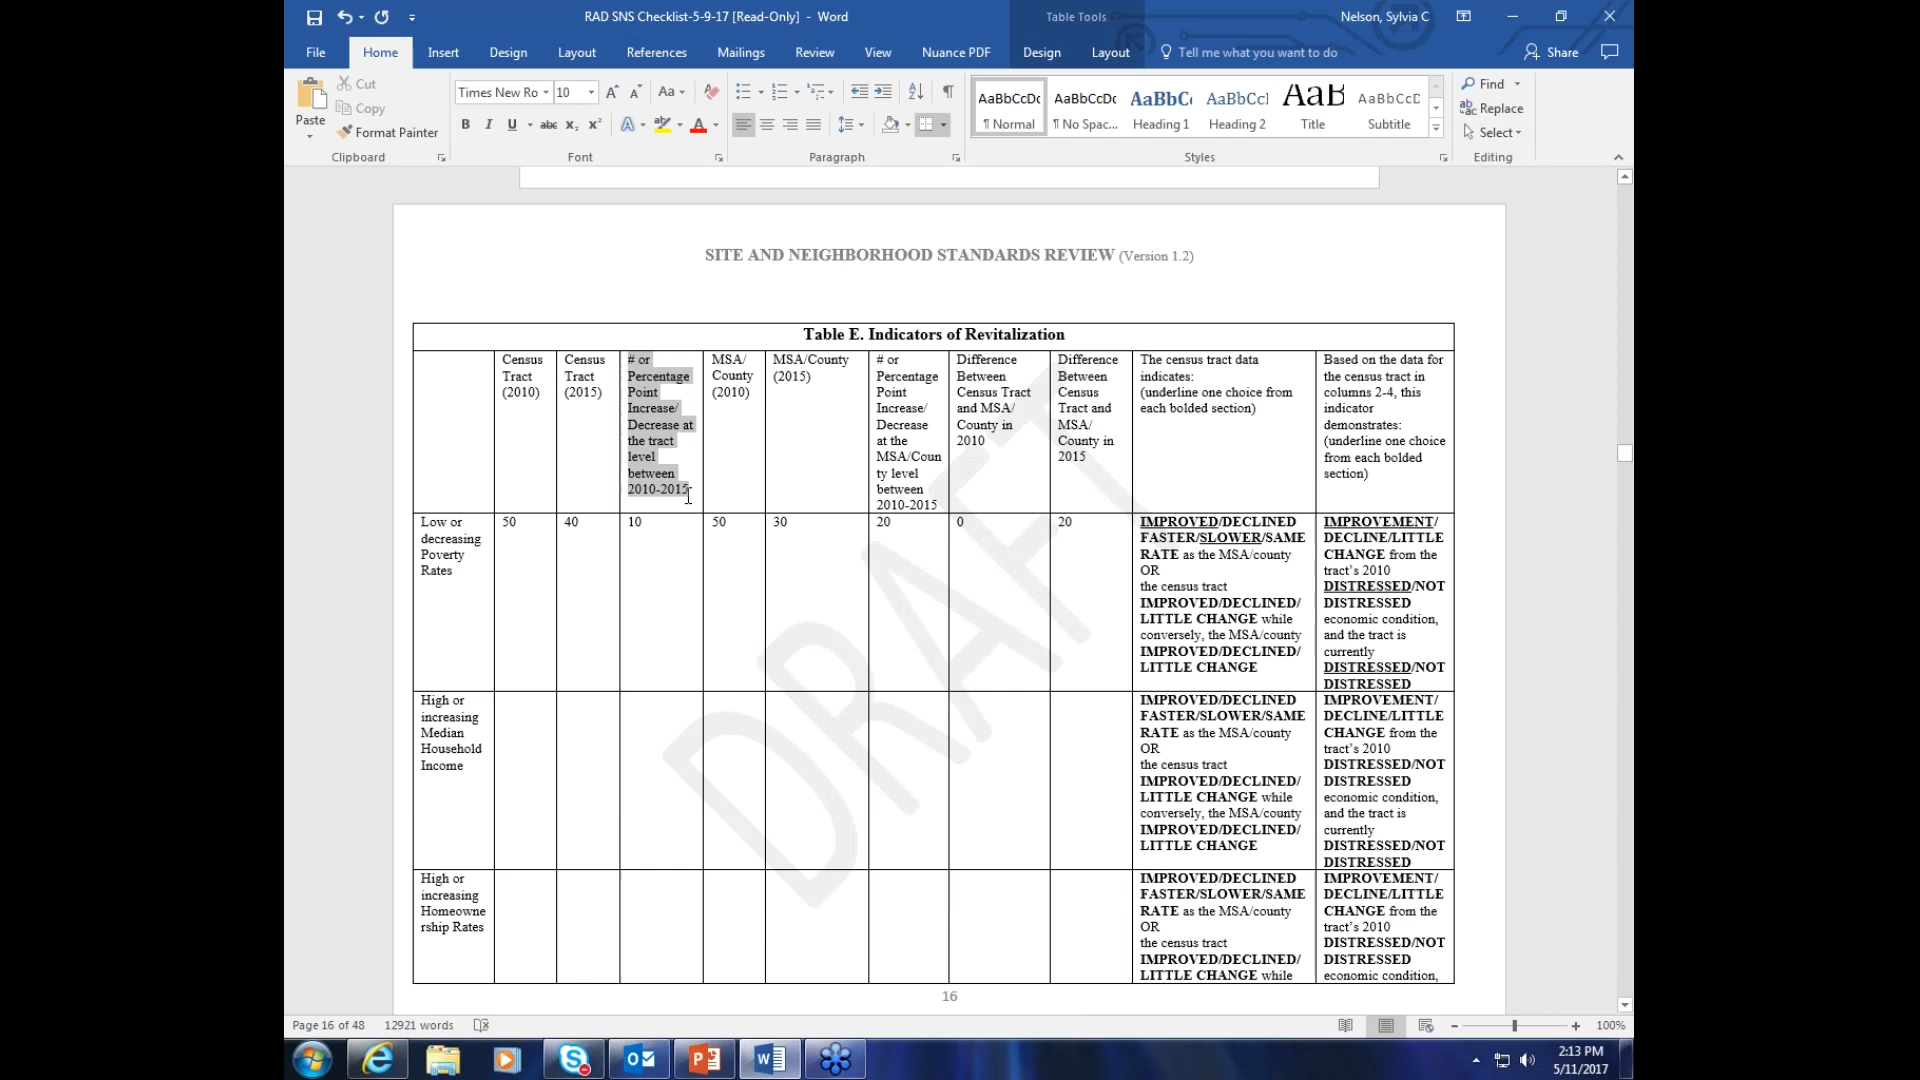 RAD SNS Checklist-5-9-17 [Read-Only] - Word
Table Tools
Nelson, Sylvia C
File Home Insert Design Layout References Mailings Review View Nuance PDF Design Layout Tell me what you want to do Share
Paste
Cut
Copy
Format Painter
Clipboard
Times New Ro 10
Font
Paragraph
AaBbCcDc AaBbCcDc AaBbC( AaBbCcl AaB AaBbCcD
¶ Normal ¶ No Spac... Heading 1 Heading 2 Title Subtitle
Styles
Find
Replace
Select
Editing
SITE AND NEIGHBORHOOD STANDARDS REVIEW (Version 1.2)
Table E. Indicators of Revitalization
Census
Tract
(2010)
Census
Tract
(2015)
# or
Percentage
Point
Increase/
Decrease at
the tract
level
between
2010-2015
MSA/
County
(2010)
MSA/County
(2015)
# or
Percentage
Point
Increase/
Decrease
at the
MSA/Coun
ty level
between
2010-2015
Difference
Between
Census Tract
and MSA/
County in
2010
Difference
Between
Census
Tract and
MSA/
County in
2015
The census tract data
indicates:
(underline one choice from
each bolded section)
Based on the data for
the census tract in
columns 2-4, this
indicator
demonstrates:
(underline one choice
from each bolded
section)
Low or
decreasing
Poverty
Rates
50
40
10
50
30
20
0
20
IMPROVED/DECLINED
FASTER/SLOWER/SAME
RATE as the MSA/county
OR
the census tract
IMPROVED/DECLINED/
LITTLE CHANGE while
conversely, the MSA/county
IMPROVED/DECLINED/
LITTLE CHANGE
IMPROVEMENT/
DECLINE/LITTLE
CHANGE from the
tract's 2010
DISTRESSED/NOT
DISTRESSED
economic condition,
and the tract is
currently
DISTRESSED/NOT
DISTRESSED
High or
increasing
Median
Household
Income
IMPROVED/DECLINED
FASTER/SLOWER/SAME
RATE as the MSA/county
OR
the census tract
IMPROVED/DECLINED/
LITTLE CHANGE while
conversely, the MSA/county
IMPROVED/DECLINED/
LITTLE CHANGE
IMPROVEMENT/
DECLINE/LITTLE
CHANGE from the
tract's 2010
DISTRESSED/NOT
DISTRESSED
economic condition,
and the tract is
currently
DISTRESSED/NOT
DISTRESSED
High or
increasing
Homeowne
rship Rates
IMPROVED/DECLINED
FASTER/SLOWER/SAME
RATE as the MSA/county
OR
the census tract
IMPROVED/DECLINED/
LITTLE CHANGE while
IMPROVEMENT/
DECLINE/LITTLE
CHANGE from the
tract's 2010
DISTRESSED/NOT
DISTRESSED
economic condition,
DRAFT
16
Page 16 of 48 12921 words
100%
2:13 PM
5/11/2017